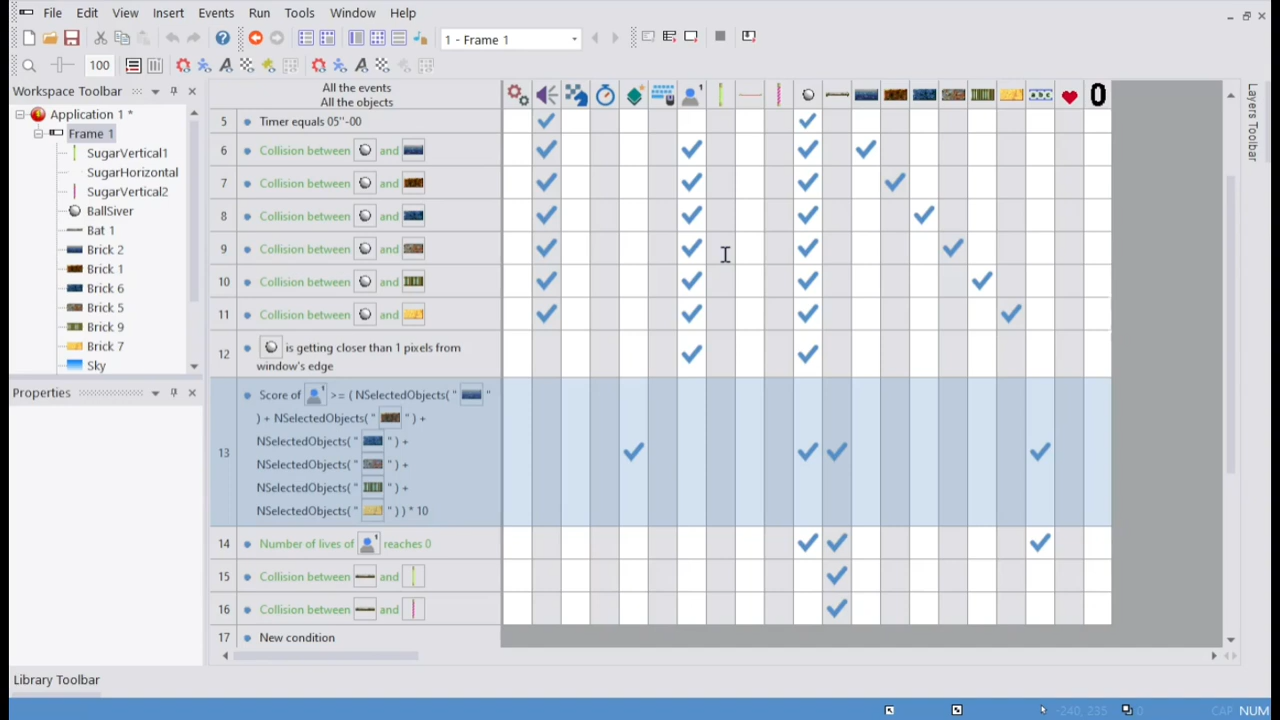 File Edit View Insert Events Run Tools Window Help
100 1 - Frame 1
Workspace Toolbar
Application 1 *
Frame 1
SugarVertical1
SugarHorizontal
SugarVertical2
BallSiver
Bat 1
Brick 2
Brick 1
Brick 6
Brick 5
Brick 9
Brick 7
Sky
Properties
Library Toolbar
All the events
All the objects
5 Timer equals 05"-00
6 Collision between and
7 Collision between and
8 Collision between and
9 Collision between and
10 Collision between and
11 Collision between and
12 is getting closer than 1 pixels from
window's edge
13 Score of >= ( NSelectedObjects( " "
) + NSelectedObjects( " " ) +
NSelectedObjects( " " ) +
NSelectedObjects( " " ) +
NSelectedObjects( " " ) +
NSelectedObjects( " " ) ) * 10
14 Number of lives of reaches 0
15 Collision between and
16 Collision between and
17 New condition
0
Layers Toolbar
-240, 235 0 CAP NUM